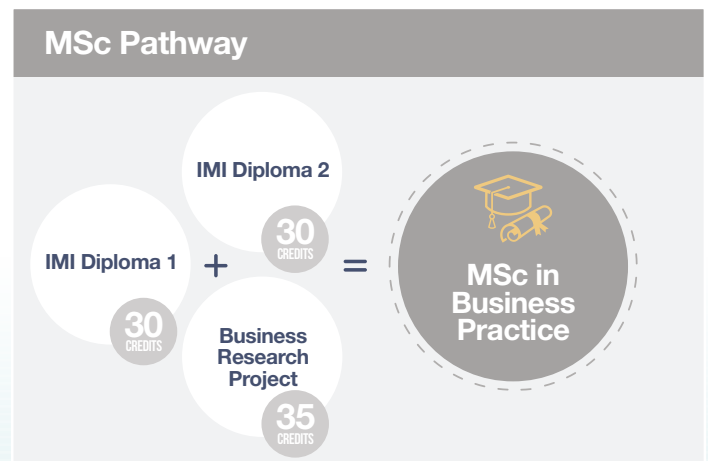 MSc Pathway
IMI Diploma 1
30
CREDITS
+
IMI Diploma 2
30
CREDITS
Business
Research
Project
35
CREDITS
=
MSc in
Business
Practice